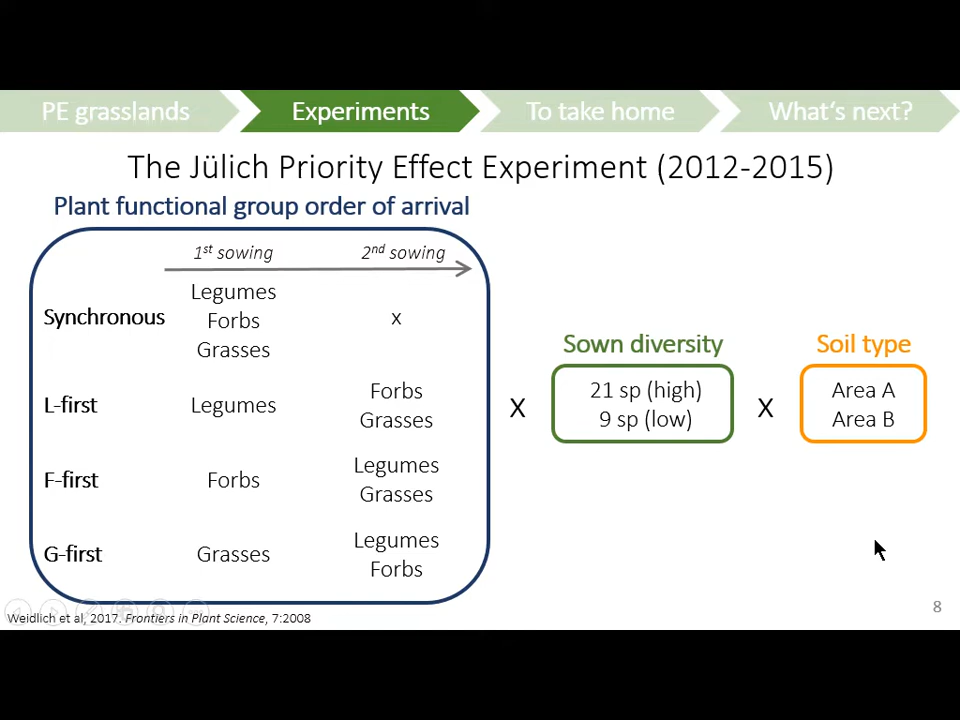 PE grasslands
Experiments
To take home
What's next?
The Jülich Priority Effect Experiment (2012-2015)
Plant functional group order of arrival
1st sowing
2nd sowing
Synchronous
Legumes
Forbs
Grasses
x
L-first
Legumes
Forbs
Grasses
F-first
Forbs
Legumes
Grasses
G-first
Grasses
Legumes
Forbs
X
Sown diversity
21 sp (high)
9 sp (low)
X
Soil type
Area A
Area B
8
Weidlich et al, 2017. Frontiers in Plant Science, 7:2008